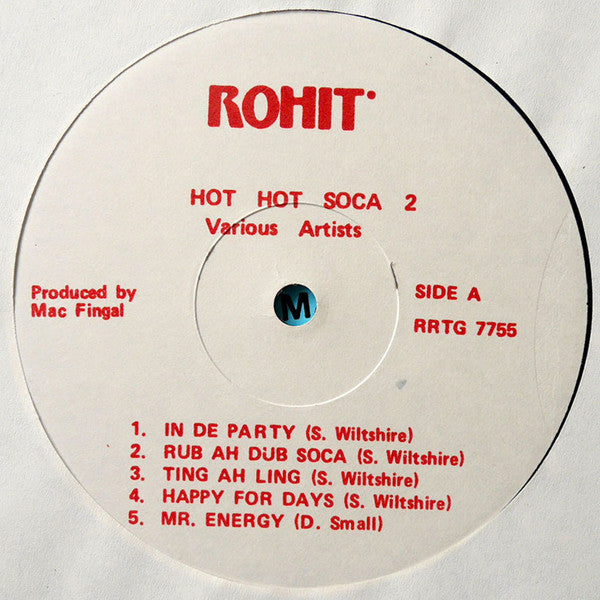 ROHIT
HOT HOT SOCA 2
Various Artists
Produced by
Mac Fingal
SIDE A
RRTG 7755
M
1. IN DE PARTY (S. Wiltshire)
2. RUB AH DUB SOCA (S. Wiltshire)
3. TING AH LING (S. Wiltshire)
4. HAPPY FOR DAYS (S. Wiltshire)
5. MR. ENERGY (D. Small)